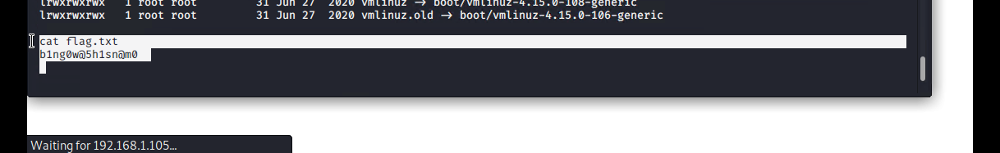 lrwxrwxrwx   1 root root         31 Jun 27  2020 vmlinuz -> boot/vmlinuz-4.15.0-108-generic
lrwxrwxrwx   1 root root         31 Jun 27  2020 vmlinuz.old -> boot/vmlinuz-4.15.0-106-generic
cat flag.txt
b1ng0w@5h1sn@m0
Waiting for 192.168.1.105...